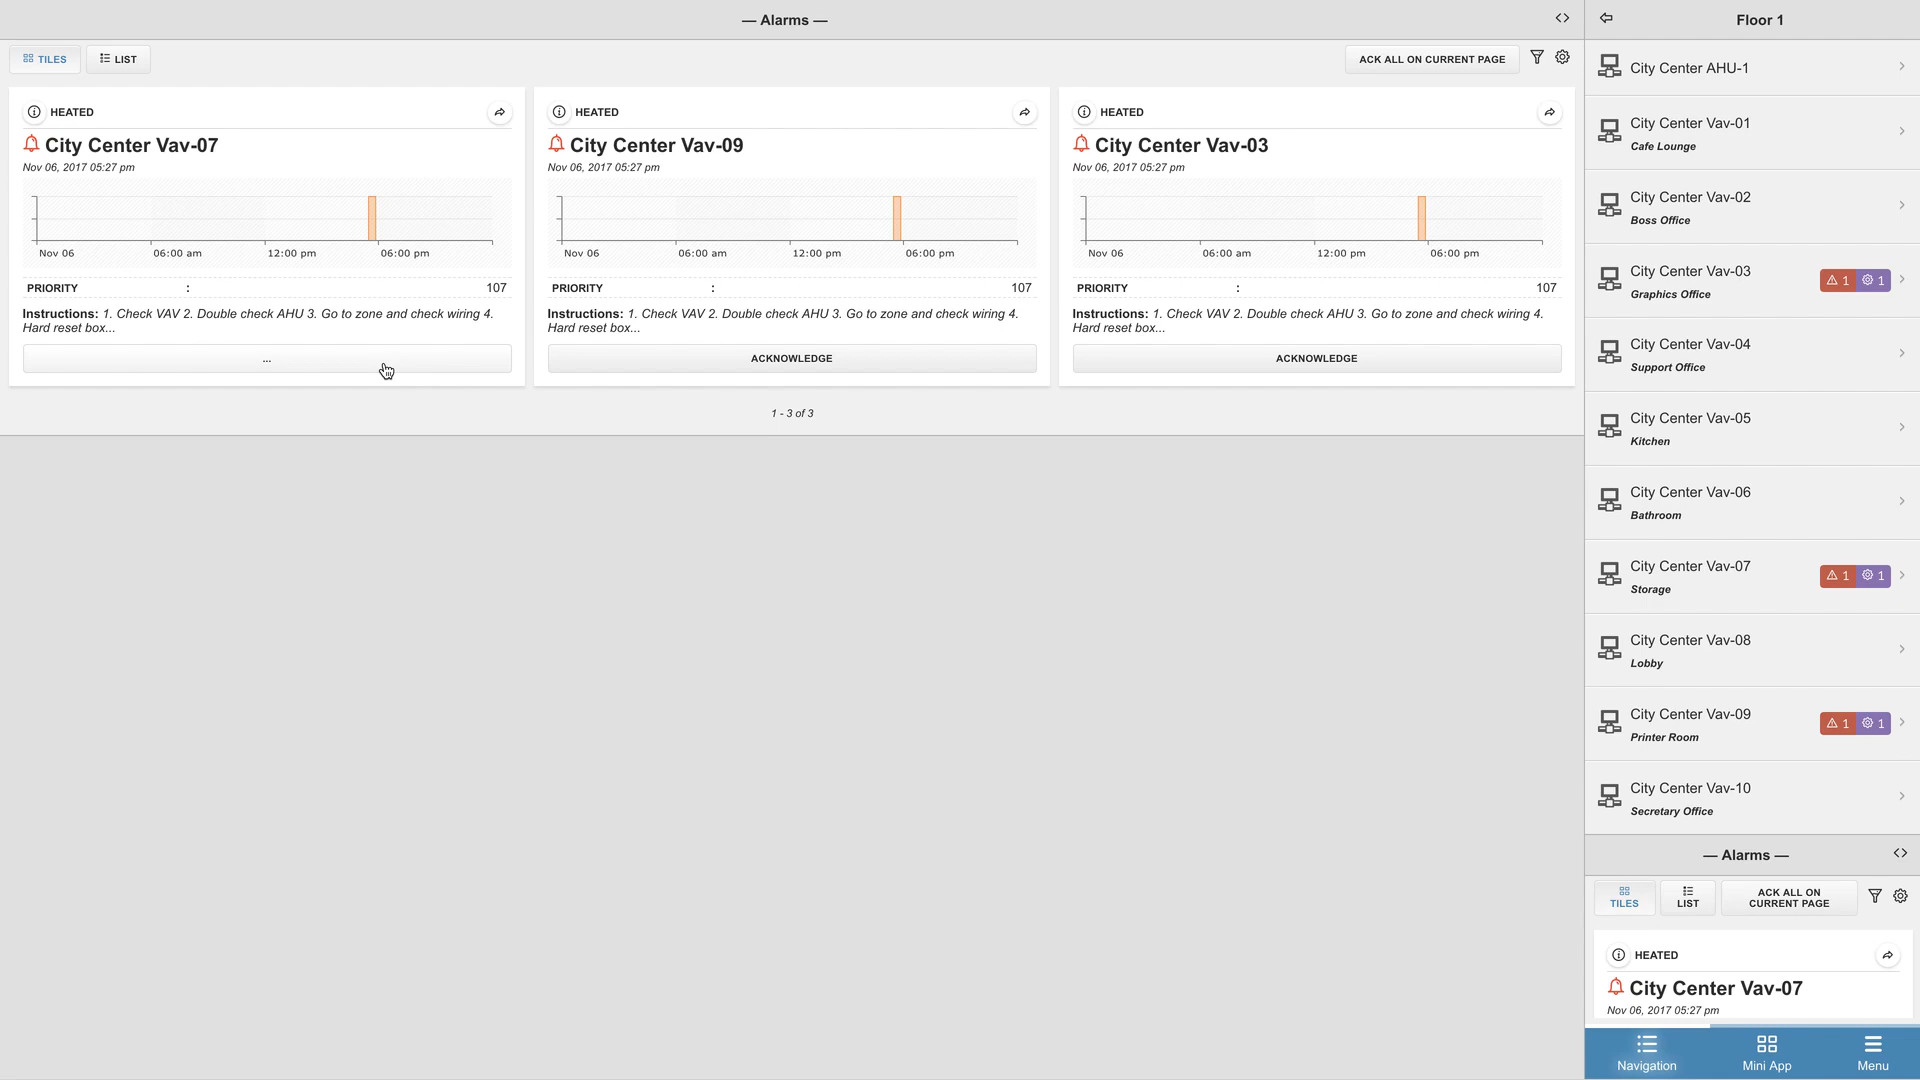 — Alarms —
TILES
LIST
ACK ALL ON CURRENT PAGE
HEATED
City Center Vav-07
Nov 06, 2017 05:27 pm
Nov 06
06:00 am
12:00 pm
06:00 pm
PRIORITY : 107
Instructions: 1. Check VAV 2. Double check AHU 3. Go to zone and check wiring 4.
Hard reset box...
...
HEATED
City Center Vav-09
Nov 06, 2017 05:27 pm
Nov 06
06:00 am
12:00 pm
06:00 pm
PRIORITY : 107
Instructions: 1. Check VAV 2. Double check AHU 3. Go to zone and check wiring 4.
Hard reset box...
ACKNOWLEDGE
HEATED
City Center Vav-03
Nov 06, 2017 05:27 pm
Nov 06
06:00 am
12:00 pm
06:00 pm
PRIORITY : 107
Instructions: 1. Check VAV 2. Double check AHU 3. Go to zone and check wiring 4.
Hard reset box...
ACKNOWLEDGE
1 - 3 of 3
Floor 1
City Center AHU-1
City Center Vav-01
Cafe Lounge
City Center Vav-02
Boss Office
City Center Vav-03
Graphics Office
1 1
City Center Vav-04
Support Office
City Center Vav-05
Kitchen
City Center Vav-06
Bathroom
City Center Vav-07
Storage
1 1
City Center Vav-08
Lobby
City Center Vav-09
Printer Room
1 1
City Center Vav-10
Secretary Office
— Alarms —
TILES
LIST
ACK ALL ON
CURRENT PAGE
HEATED
City Center Vav-07
Nov 06, 2017 05:27 pm
Navigation
Mini App
Menu